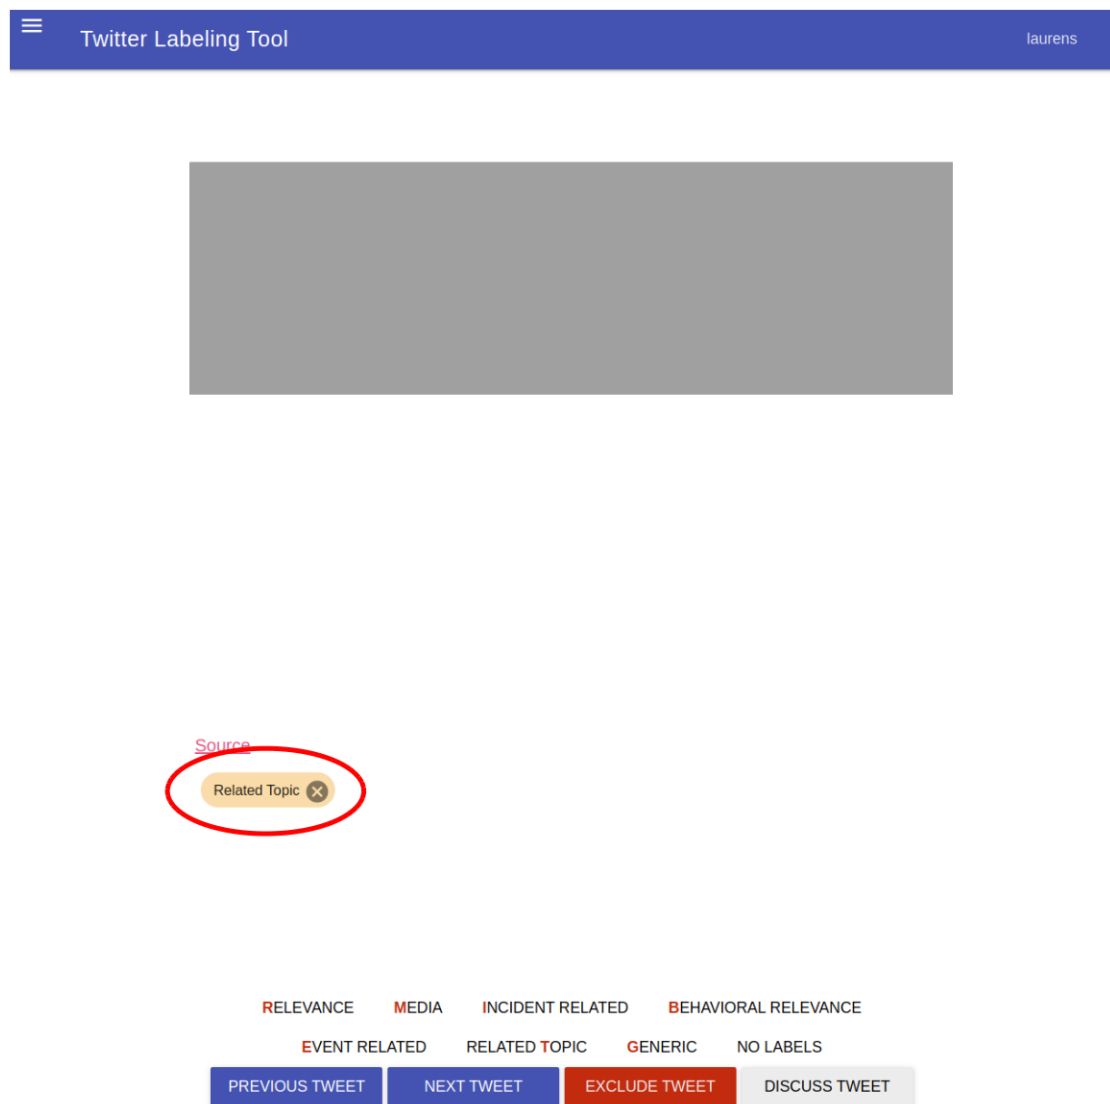 Twitter Labeling Tool laurens
Source
Related Topic
RELEVANCE MEDIA INCIDENT RELATED BEHAVIORAL RELEVANCE
EVENT RELATED RELATED TOPIC GENERIC NO LABELS
PREVIOUS TWEET NEXT TWEET EXCLUDE TWEET DISCUSS TWEET